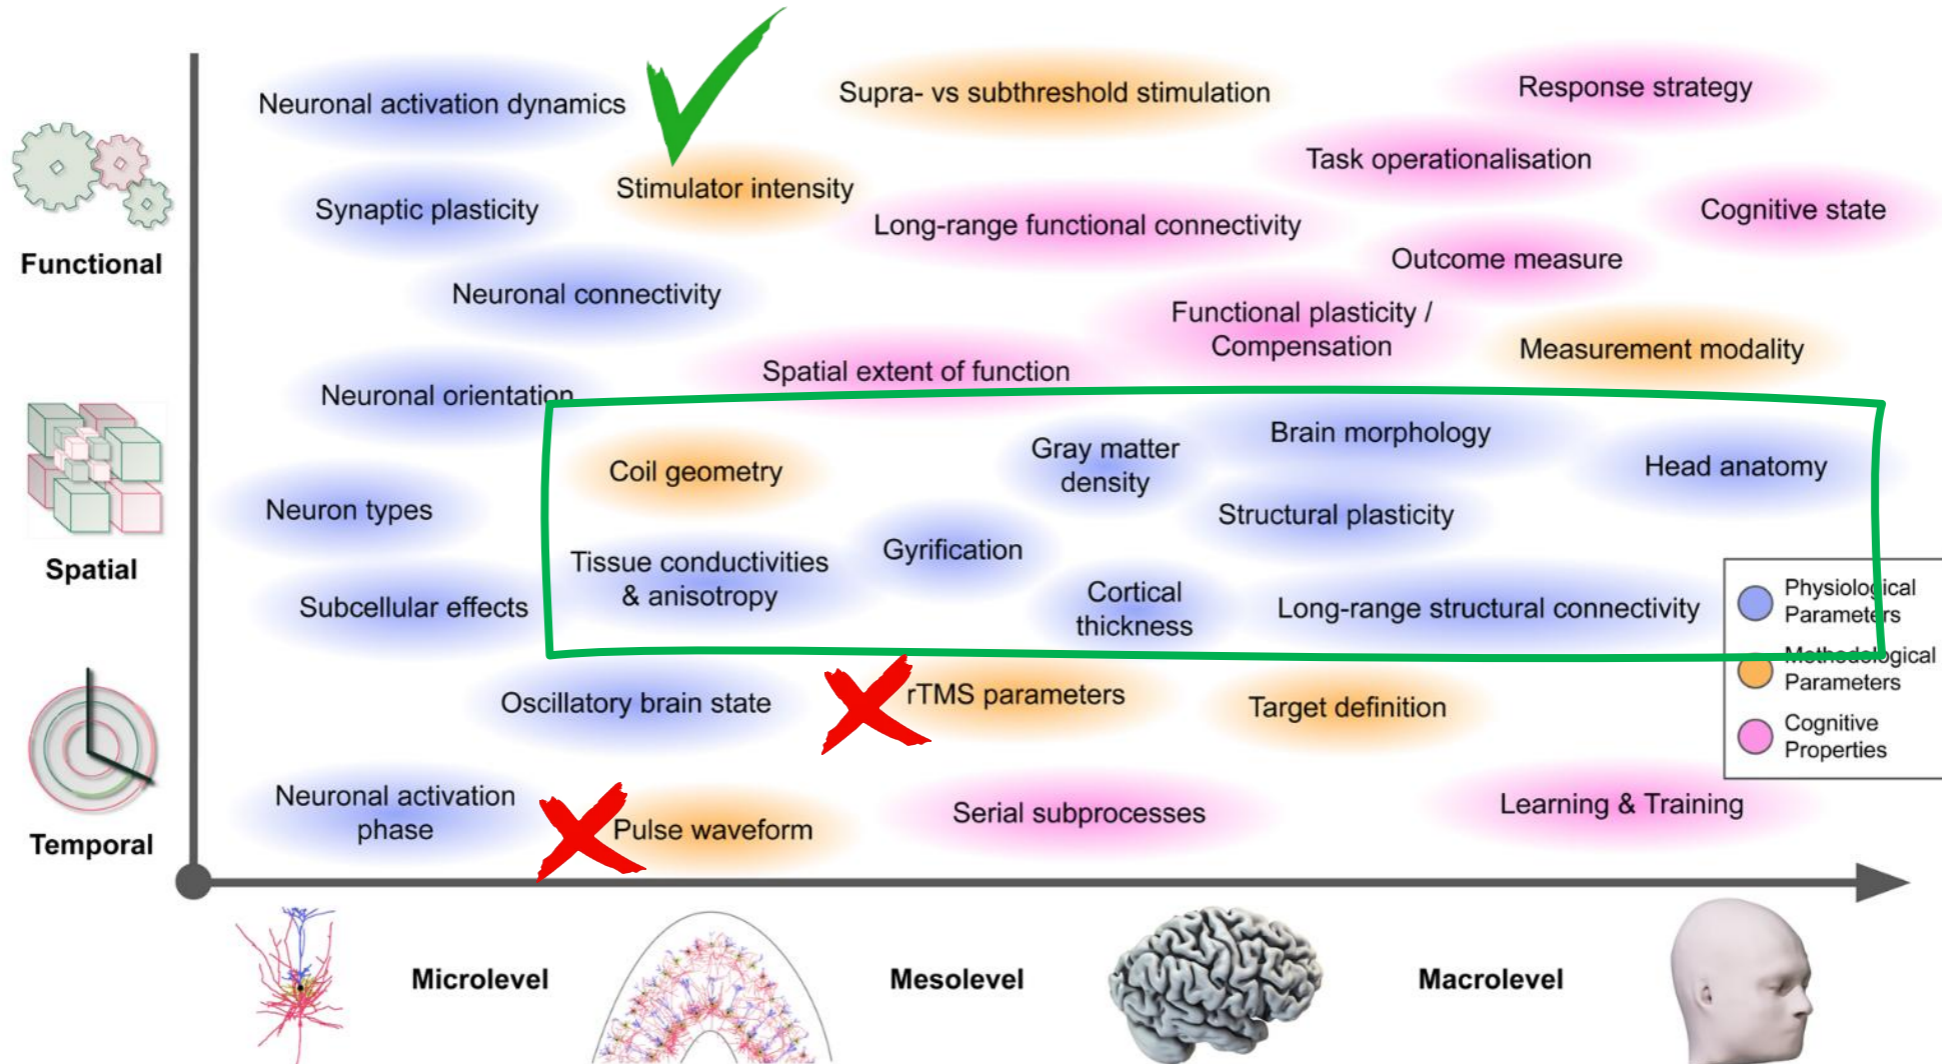 Neuronal activation dynamics
Supra- vs subthreshold stimulation
Response strategy
Task operationalisation
Stimulator intensity
Synaptic plasticity
Cognitive state
Long-range functional connectivity
Functional
Outcome measure
Neuronal connectivity
Functional plasticity /
Compensation
Measurement modality
Spatial extent of function
Neuronal orientation
Brain morphology
Gray matter
density
Coil geometry
Head anatomy
Neuron types
Structural plasticity
Gyrification
Spatial
Tissue conductivities
& anisotropy
Subcellular effects
Cortical
thickness
Long-range structural connectivity
Physiological
Parameters
Methodological
Parameters
Cognitive
Properties
Oscillatory brain state
rTMS parameters
Target definition
Neuronal activation
phase
Pulse waveform
Serial subprocesses
Learning & Training
Temporal
Microlevel
Mesolevel
Macrolevel